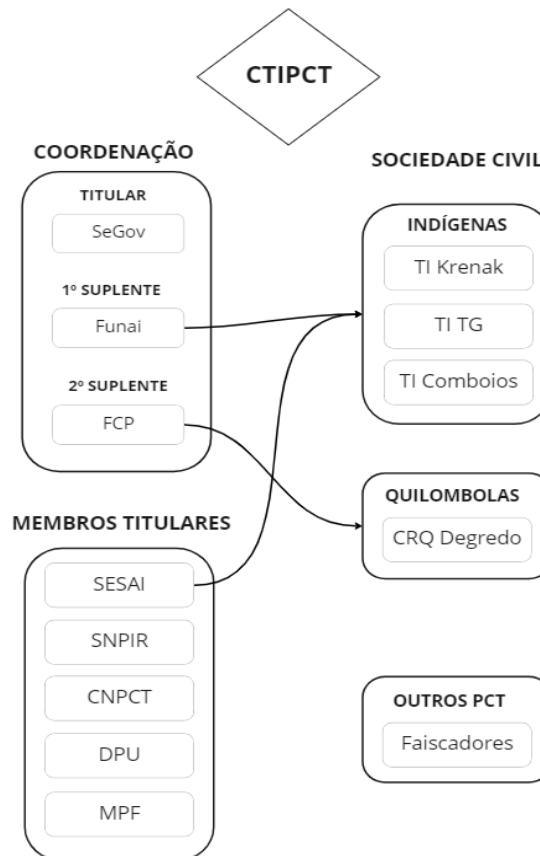 CTIPCT
COORDENAÇÃO
TITULAR
SeGov
1º SUPLENTE
Funai
2º SUPLENTE
FCP
MEMBROS TITULARES
SESAI
SNPIR
CNPCT
DPU
MPF
SOCIEDADE CIVIL
INDÍGENAS
TI Krenak
TI TG
TI Comboios
QUILOMBOLAS
CRQ Degredo
OUTROS PCT
Faiscadores